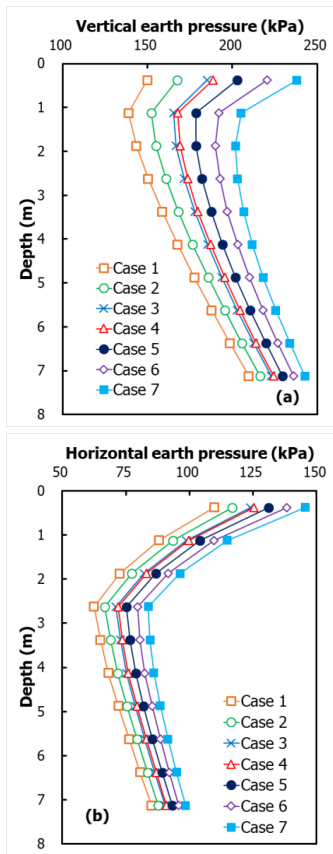 Vertical earth pressure (kPa)
100 150 200 250
0
1
2
3
4
5
6
7
8
Depth (m)
Case 1
Case 2
Case 3
Case 4
Case 5
Case 6
Case 7
(a)
Horizontal earth pressure (kPa)
50 75 100 125 150
0
1
2
3
4
5
6
7
8
Depth (m)
Case 1
Case 2
Case 3
Case 4
Case 5
Case 6
Case 7
(b)